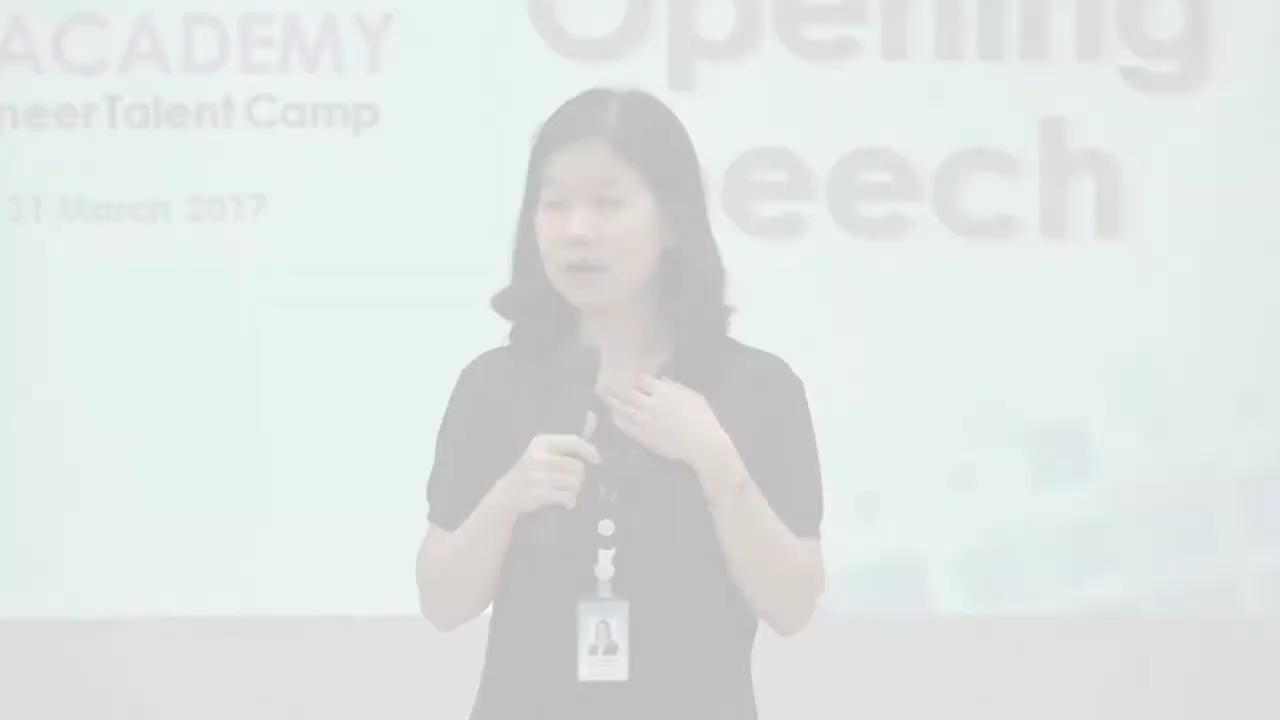 ACADEMY
neer Talent Camp
31 March 2017
Opening
eech